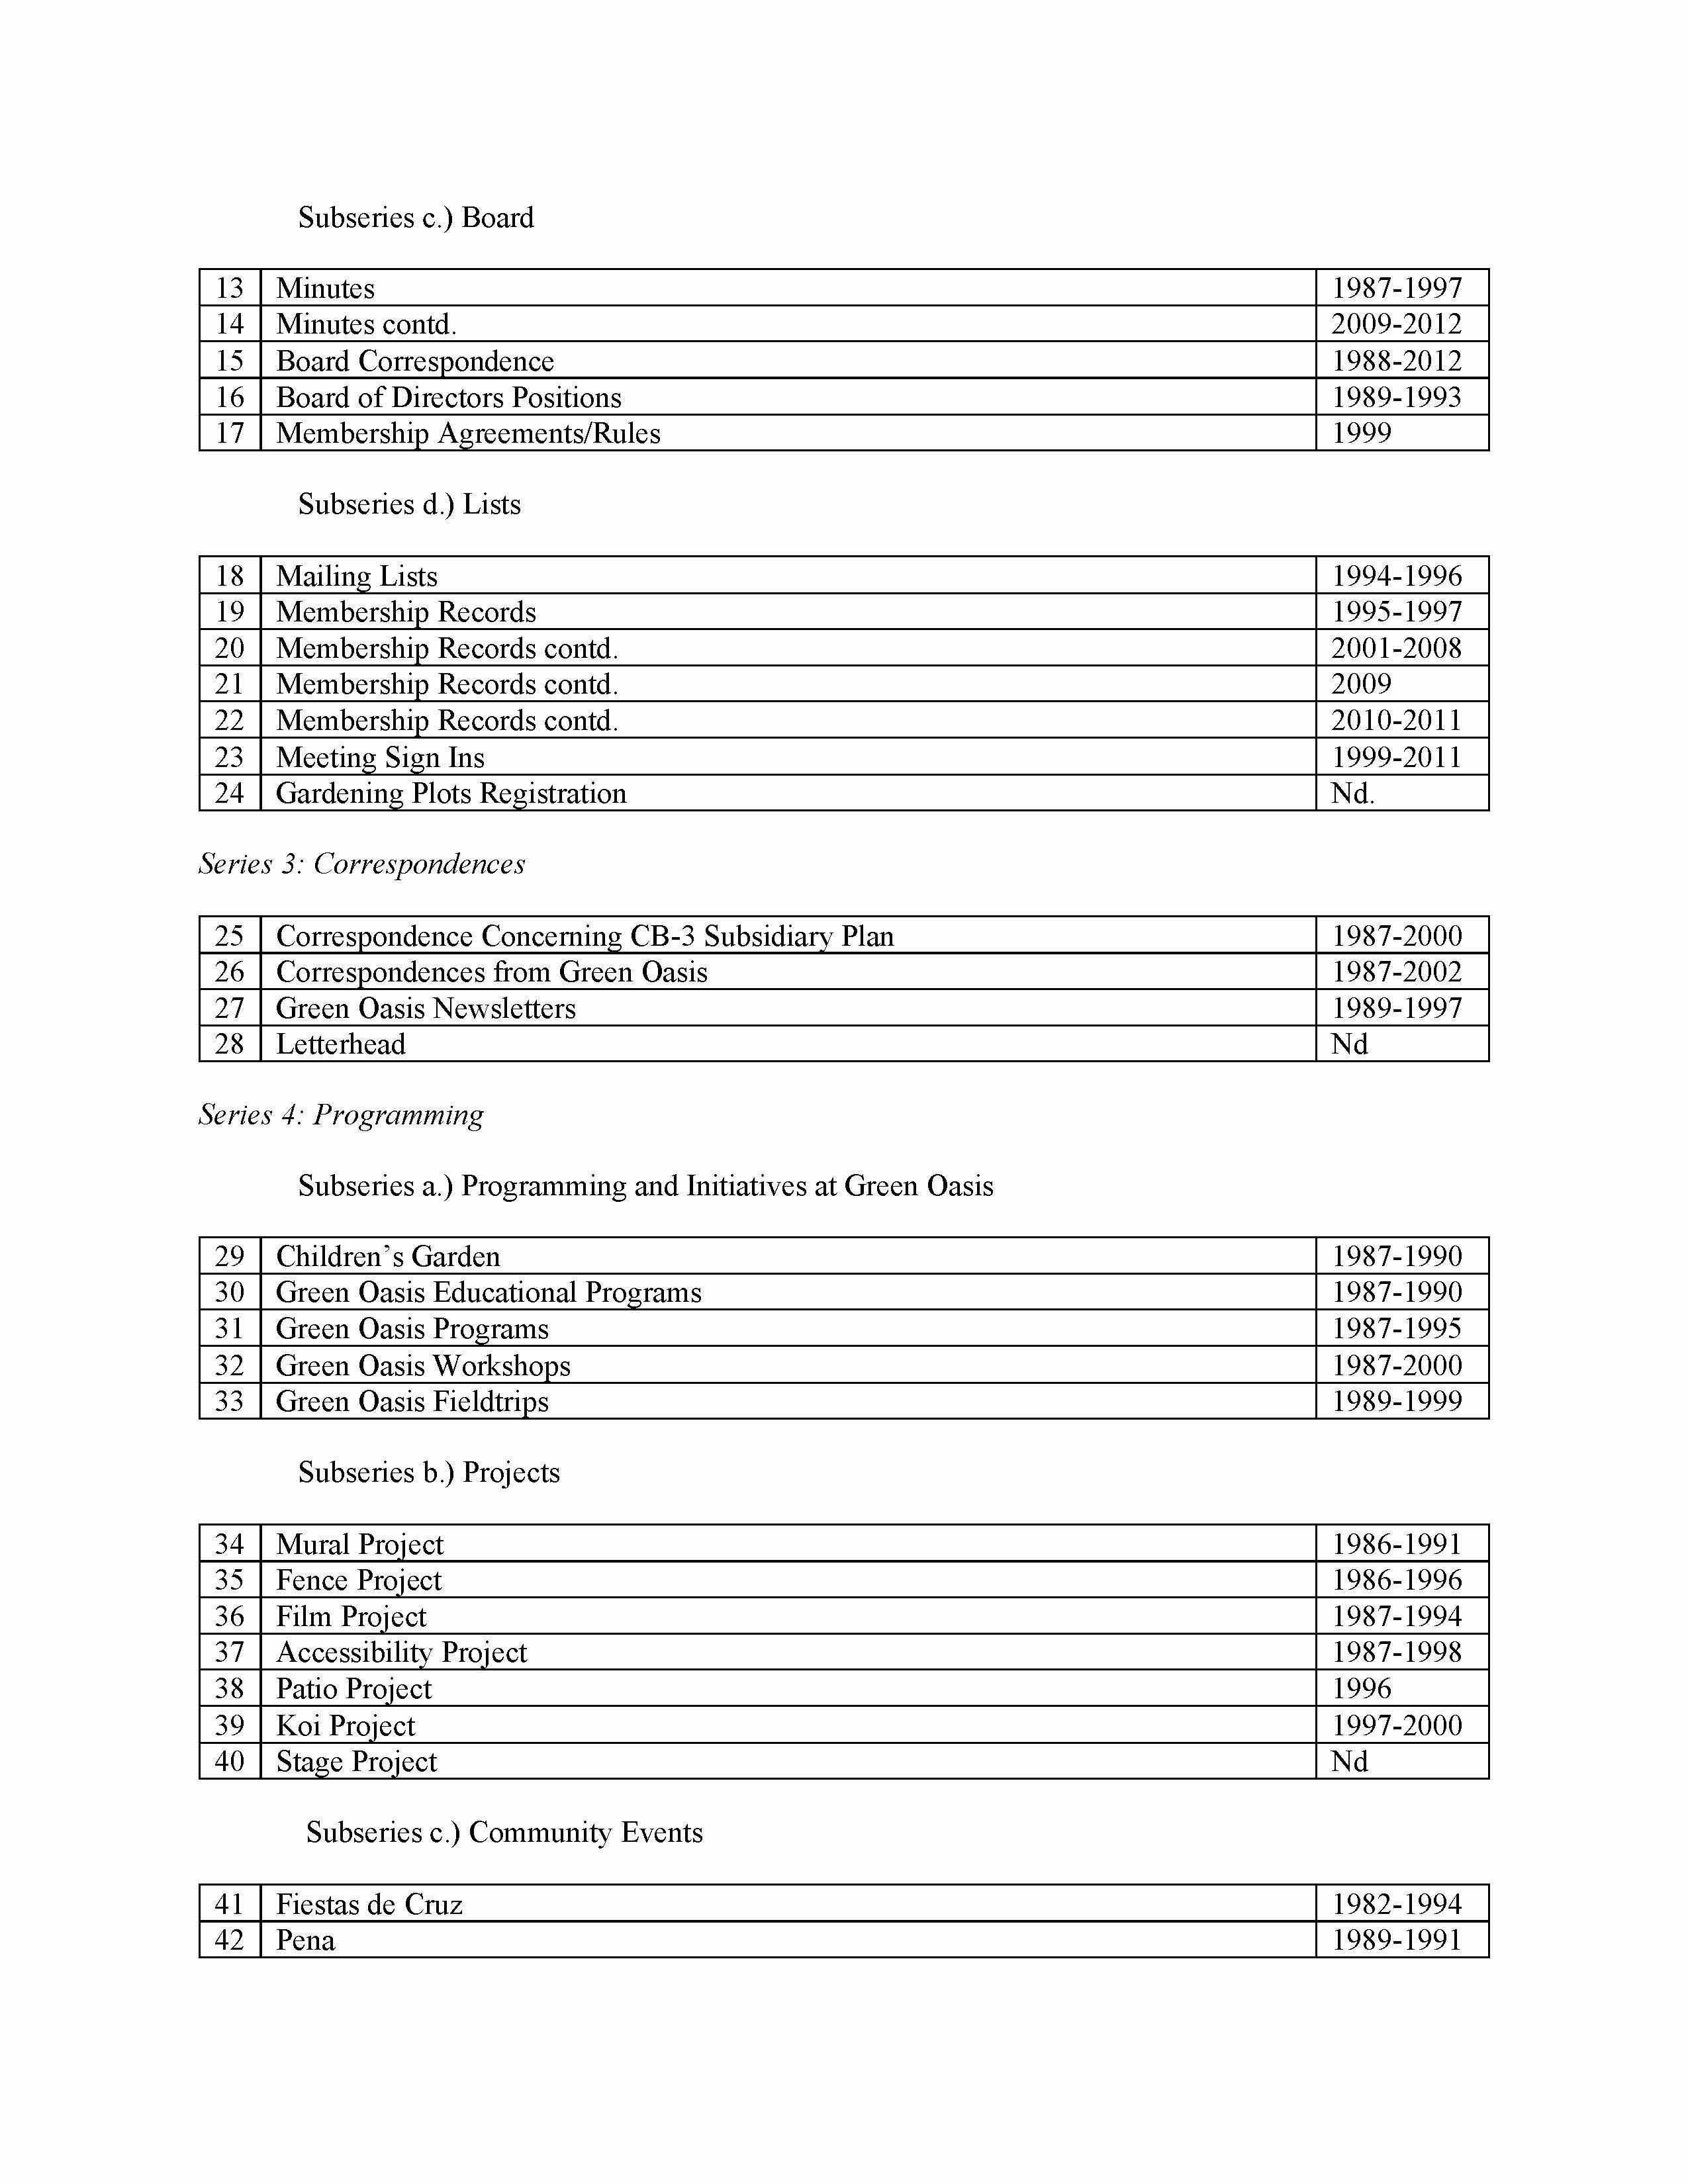 Subseries c.) Board
13 Minutes 1987-1997
14 Minutes contd. 2009-2012
15 Board Correspondence 1988-2012
16 Board of Directors Positions 1989-1993
17 Membership Agreements/Rules 1999
Subseries d.) Lists
18 Mailing Lists 1994-1996
19 Membership Records 1995-1997
20 Membership Records contd. 2001-2008
21 Membership Records contd. 2009
22 Membership Records contd. 2010-2011
23 Meeting Sign Ins 1999-2011
24 Gardening Plots Registration Nd.
Series 3: Correspondences
25 Correspondence Concerning CB-3 Subsidiary Plan 1987-2000
26 Correspondences from Green Oasis 1987-2002
27 Green Oasis Newsletters 1989-1997
28 Letterhead Nd
Series 4: Programming
Subseries a.) Programming and Initiatives at Green Oasis
29 Children’s Garden 1987-1990
30 Green Oasis Educational Programs 1987-1990
31 Green Oasis Programs 1987-1995
32 Green Oasis Workshops 1987-2000
33 Green Oasis Fieldtrips 1989-1999
Subseries b.) Projects
34 Mural Project 1986-1991
35 Fence Project 1986-1996
36 Film Project 1987-1994
37 Accessibility Project 1987-1998
38 Patio Project 1996
39 Koi Project 1997-2000
40 Stage Project Nd
Subseries c.) Community Events
41 Fiestas de Cruz 1982-1994
42 Pena 1989-1991